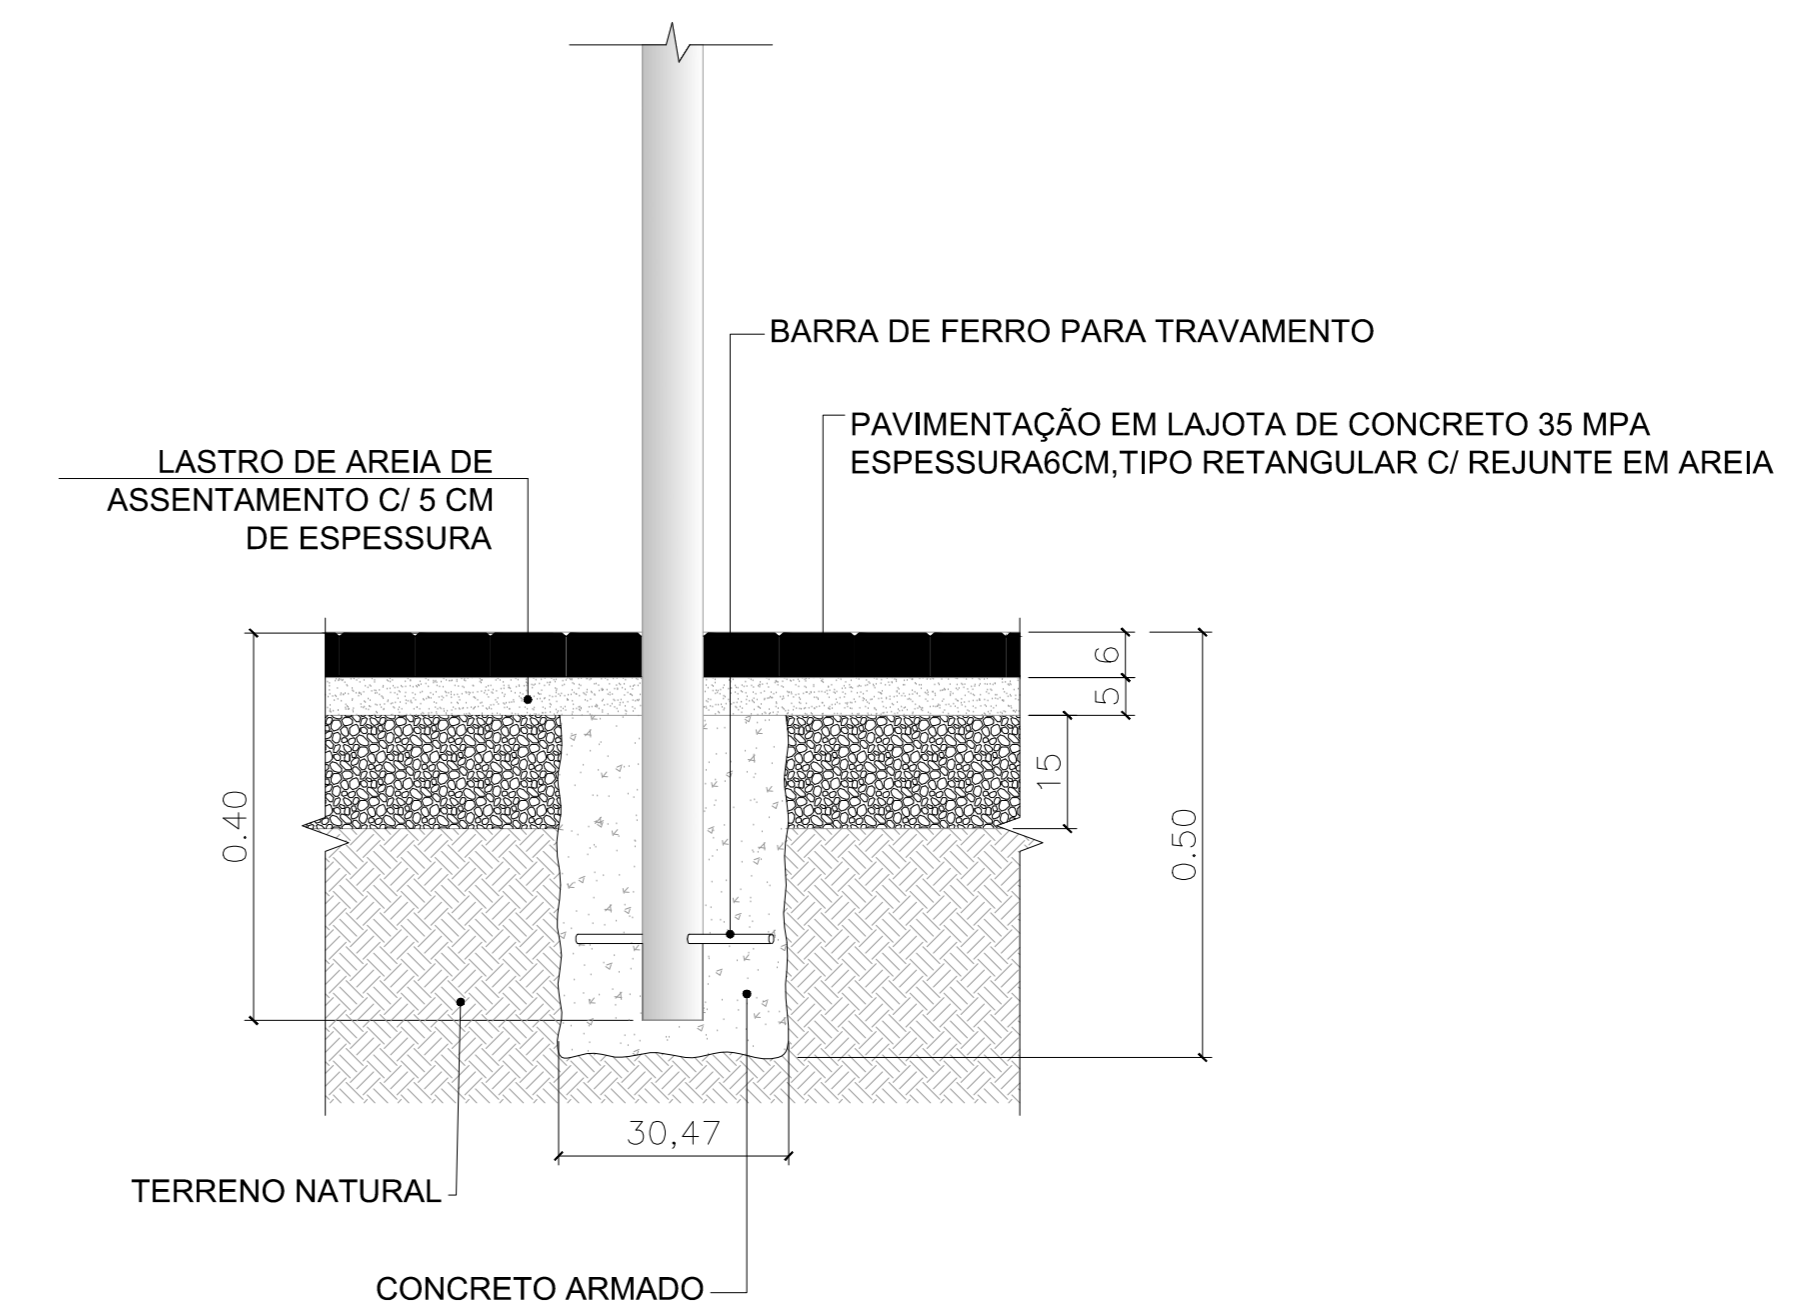 BARRA DE FERRO PARA TRAVAMENTO
PAVIMENTAÇÃO EM LAJOTA DE CONCRETO 35 MPA
ESPESSURA6CM,TIPO RETANGULAR C/ REJUNTE EM AREIA
LASTRO DE AREIA DE
ASSENTAMENTO C/ 5 CM
DE ESPESSURA
6
5
15
0.40
0.50
30,47
TERRENO NATURAL
CONCRETO ARMADO